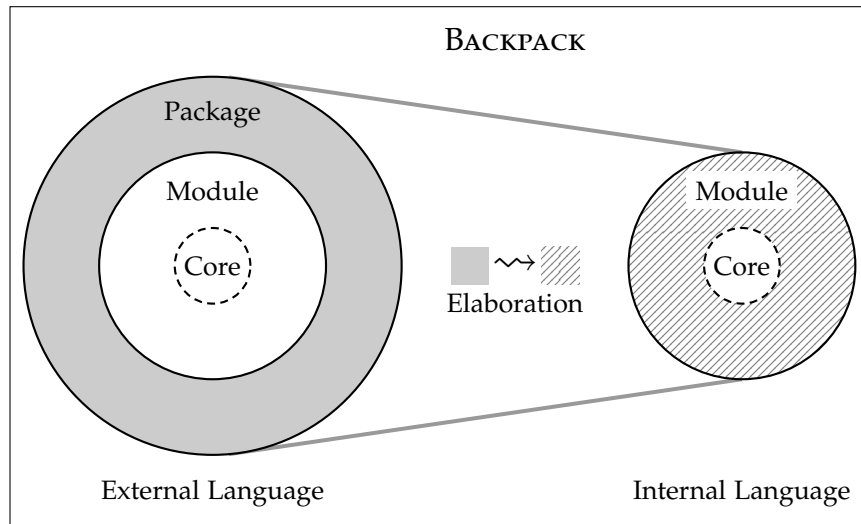 BACKPACK
Package
Module
Module
Core
Core
Elaboration
External Language
Internal Language